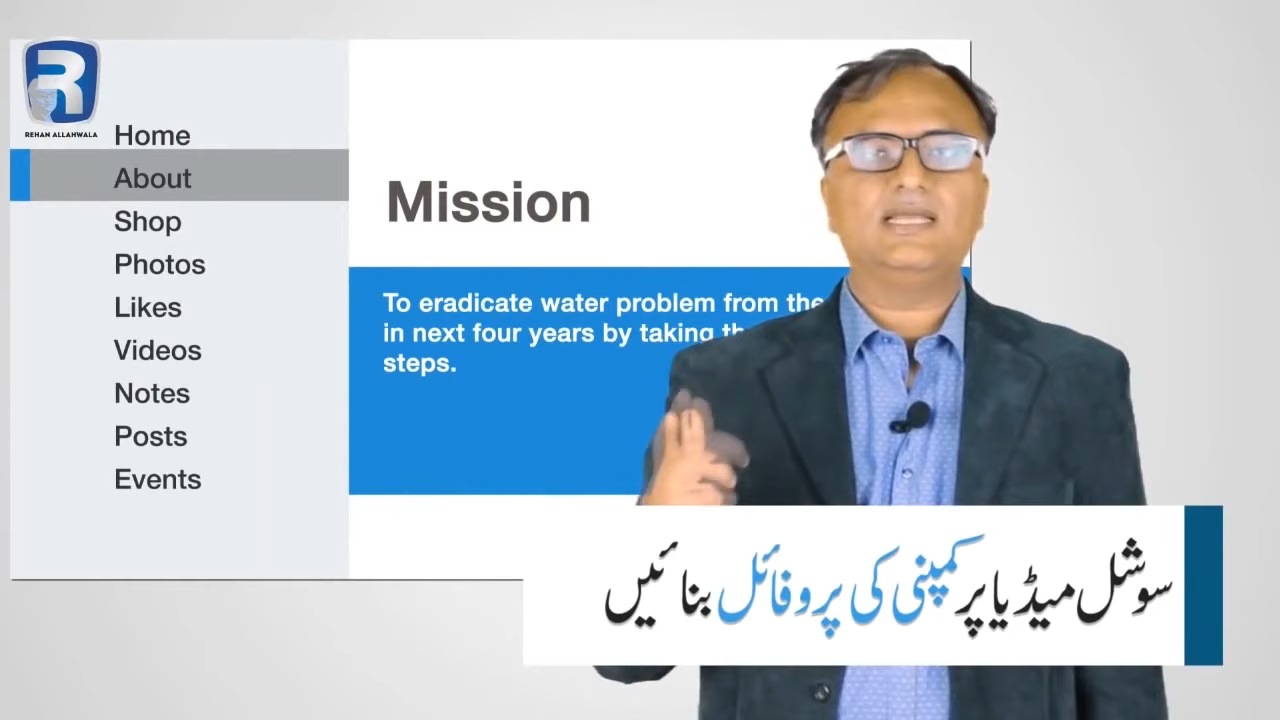 REHAN ALLAHWALA
Home
About
Shop
Photos
Likes
Videos
Notes
Posts
Events
Mission
To eradicate water problem from the
in next four years by taking
steps.
سوشل میڈیا پر کمپنی کی پروفائل بنائیں